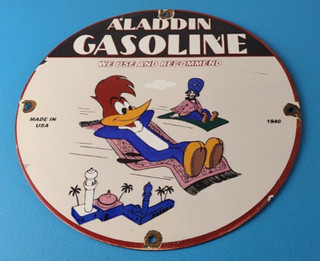 ALADDIN
GASOLINE
WE USE AND RECOMMEND
MADE IN
USA
1940